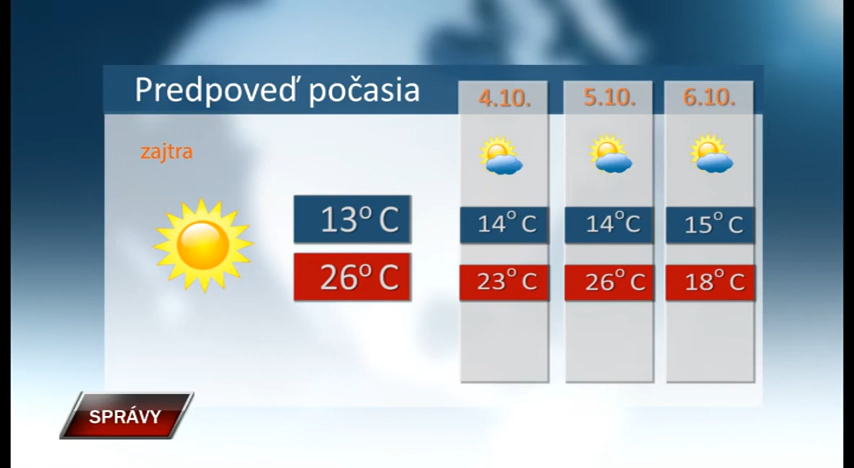 Predpoveď počasia
zajtra
13° C
26° C
4.10.
14° C
23° C
5.10.
14°C
26° C
6.10.
15° C
18° C
SPRÁVY